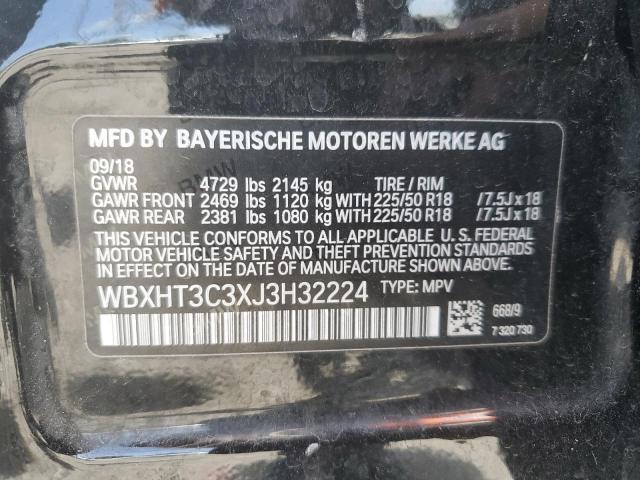 MFD BY BAYERISCHE MOTOREN WERKE AG
09/18
GVWR 4729 lbs 2145 kg TIRE / RIM
GAWR FRONT 2469 lbs 1120 kg WITH 225/50 R18 /7.5J x 18
GAWR REAR 2381 lbs 1080 kg WITH 225/50 R18 /7.5J x 18
THIS VEHICLE CONFORMS TO ALL APPLICABLE U. S. FEDERAL
MOTOR VEHICLE SAFETY AND THEFT PREVENTION STANDARDS
IN EFFECT ON THE DATE OF MANUFACTURE SHOWN ABOVE.
WBXHT3C3XJ3H32224 TYPE: MPV
668/9
7 320 730